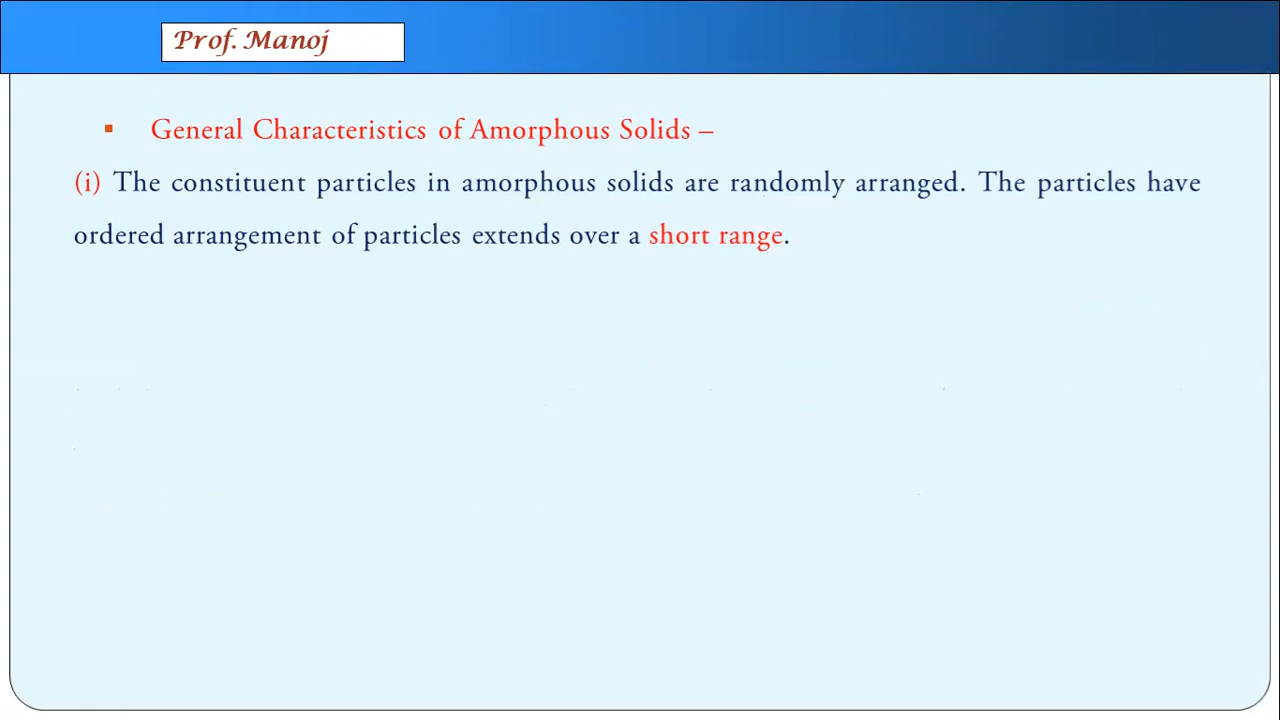 Prof. Manoj
▪ General Characteristics of Amorphous Solids –
(i) The constituent particles in amorphous solids are randomly arranged. The particles have
ordered arrangement of particles extends over a short range.